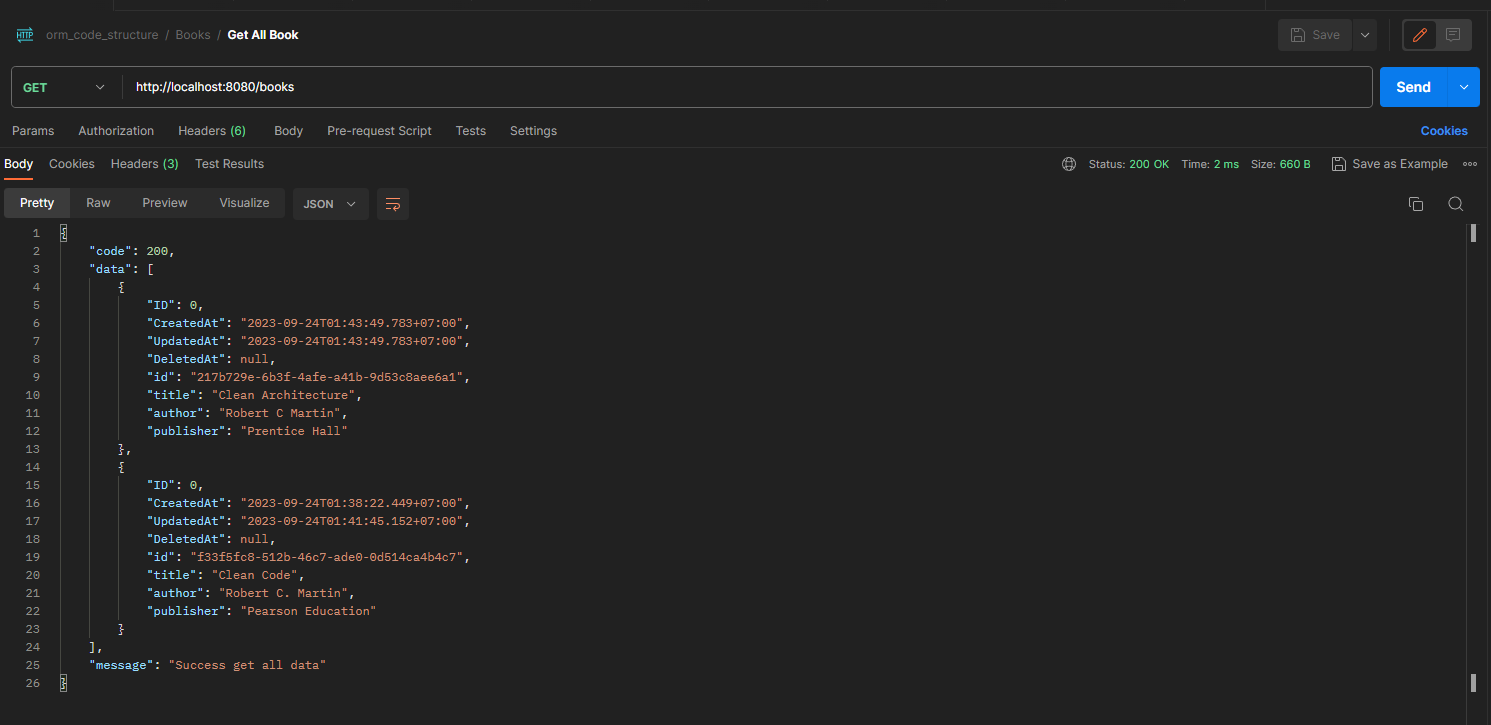 HTTP orm_code_structure / Books / Get All Book Save
GET http://localhost:8080/books Send
Params Authorization Headers (6) Body Pre-request Script Tests Settings Cookies
Body Cookies Headers (3) Test Results Status: 200 OK Time: 2 ms Size: 660 B Save as Example
Pretty Raw Preview Visualize JSON
1 {
2 "code": 200,
3 "data": [
4 {
5 "ID": 0,
6 "CreatedAt": "2023-09-24T01:43:49.783+07:00",
7 "UpdatedAt": "2023-09-24T01:43:49.783+07:00",
8 "DeletedAt": null,
9 "id": "217b729e-6b3f-4afe-a41b-9d53c8aee6a1",
10 "title": "Clean Architecture",
11 "author": "Robert C Martin",
12 "publisher": "Prentice Hall"
13 },
14 {
15 "ID": 0,
16 "CreatedAt": "2023-09-24T01:38:22.449+07:00",
17 "UpdatedAt": "2023-09-24T01:41:45.152+07:00",
18 "DeletedAt": null,
19 "id": "f33f5fc8-512b-46c7-ade0-0d514ca4b4c7",
20 "title": "Clean Code",
21 "author": "Robert C. Martin",
22 "publisher": "Pearson Education"
23 }
24 ],
25 "message": "Success get all data"
26 }